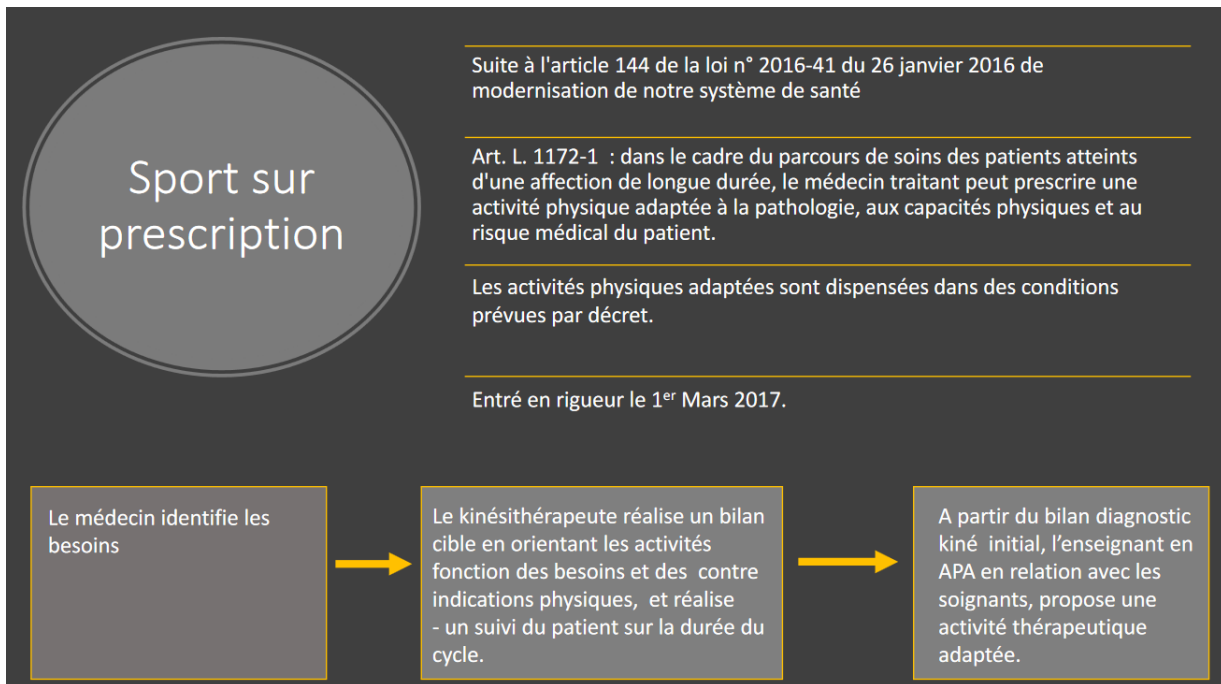 Sport sur
prescription
Suite à l'article 144 de la loi n° 2016-41 du 26 janvier 2016 de
modernisation de notre système de santé
Art. L. 1172-1  : dans le cadre du parcours de soins des patients atteints
d'une affection de longue durée, le médecin traitant peut prescrire une
activité physique adaptée à la pathologie, aux capacités physiques et au
risque médical du patient.
Les activités physiques adaptées sont dispensées dans des conditions
prévues par décret.
Entré en rigueur le 1er Mars 2017.
Le médecin identifie les
besoins
Le kinésithérapeute réalise un bilan
cible en orientant les activités
fonction des besoins et des  contre
indications physiques,  et réalise
- un suivi du patient sur la durée du
cycle.
A partir du bilan diagnostic
kiné  initial, l’enseignant en
APA en relation avec les
soignants, propose une
activité thérapeutique
adaptée.